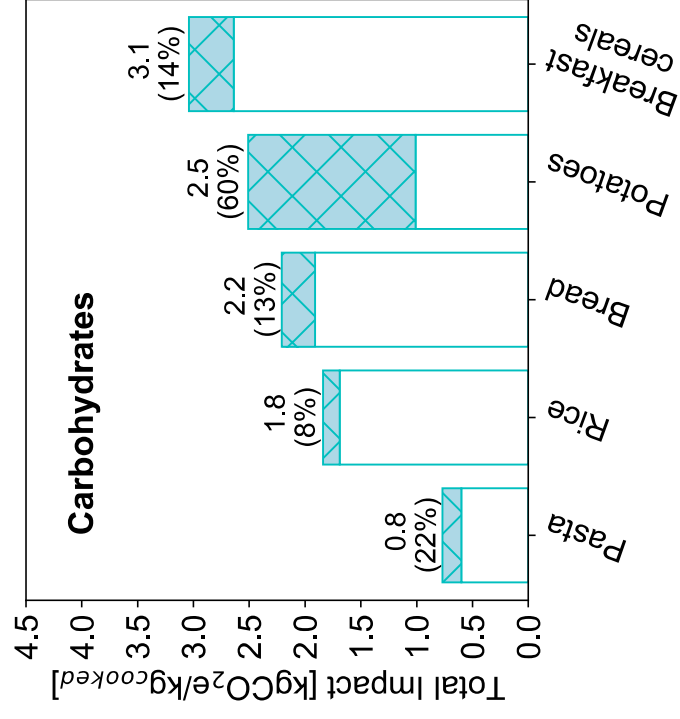 Carbohydrates
Total Impact [kgCO₂e/kg_cooked]
4.5
4.0
3.5
3.0
2.5
2.0
1.5
1.0
0.5
0.0
0.8
(22%)
1.8
(8%)
2.2
(13%)
2.5
(60%)
3.1
(14%)
Pasta
Rice
Bread
Potatoes
Breakfast
cereals